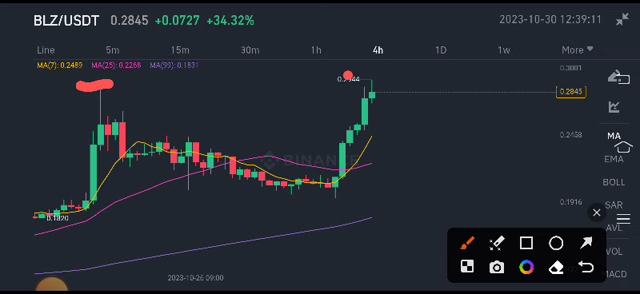 BLZ/USDT 0.2845 +0.0727 +34.32% 2023-10-30 12:39:11
Line 5m 15m 30m 1h 4h 1D 1w More
MA(7): 0.2489 MA(25): 0.2268 MA(99): 0.1831
0.3001
0.2845
0.2458
0.1916
0.1820
BINANCE
2023-10-26 09:00
MA
EMA
BOLL
SAR
AVL
VOL
MACD